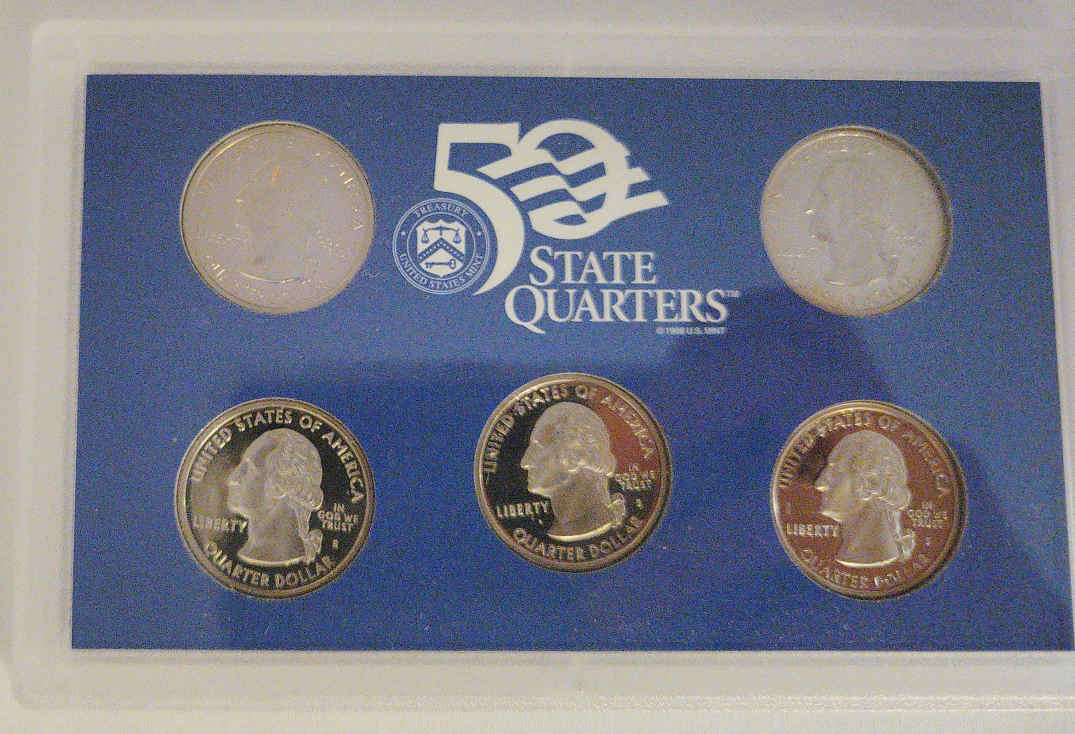 50
TREASURY
UNITED STATES MINT
STATE
QUARTERS™
© 1998 U.S. MINT
UNITED STATES OF AMERICA
LIBERTY
IN
GOD WE
TRUST
QUARTER DOLLAR
UNITED STATES OF AMERICA
LIBERTY
IN
GOD WE
TRUST
QUARTER DOLLAR
UNITED STATES OF AMERICA
LIBERTY
IN
GOD WE
TRUST
QUARTER DOLLAR